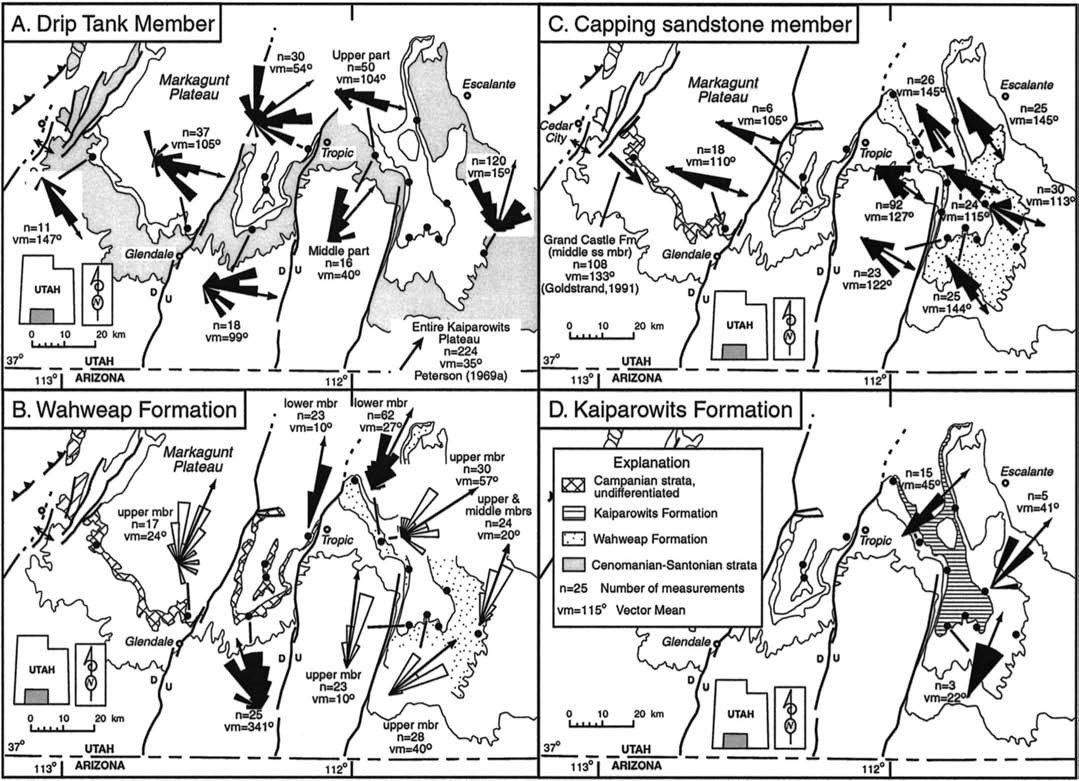 A. Drip Tank Member
n=30
vm=54°
Upper part
n=50
vm=104°
Markagunt
Plateau
Escalante
n=37
vm=105°
Tropic
n=120
vm=15°
n=11
vm=147°
Glendale
Middle part
n=16
vm=40°
D
U
D
U
UTAH
N
n=18
vm=99°
Entire Kaiparowits
Plateau
n=224
vm=35°
Peterson (1969a)
0 10 20 km
37°
UTAH
ARIZONA
113°
112°
C. Capping sandstone member
Markagunt
Plateau
n=26
vm=145°
Escalante
n=6
vm=105°
n=25
vm=145°
Cedar
City
n=18
vm=110°
Tropic
n=92
vm=127°
n=24
vm=115°
n=30
vm=113°
Grand Castle Fm
(middle ss mbr)
n=108
vm=133°
(Goldstrand,1991)
Glendale
n=23
vm=122°
n=25
vm=144°
D
U
D
U
UTAH
N
0 10 20 km
37°
UTAH
ARIZONA
113°
112°
B. Wahweap Formation
lower mbr
n=23
vm=10°
lower mbr
n=62
vm=27°
Markagunt
Plateau
upper mbr
n=30
vm=57°
upper mbr
n=17
vm=24°
upper &
middle mbrs
n=24
vm=20°
Tropic
Glendale
D
U
D
U
upper mbr
n=23
vm=10°
n=25
vm=341°
upper mbr
n=28
vm=40°
UTAH
N
0 10 20 km
37°
UTAH
ARIZONA
113°
112°
D. Kaiparowits Formation
Explanation
Campanian strata,
undifferentiated
Kaiparowits Formation
Wahweap Formation
Cenomanian-Santonian strata
n=25 Number of measurements
vm=115° Vector Mean
n=15
vm=45°
Escalante
n=5
vm=41°
Tropic
Glendale
n=3
vm=22°
D
U
D
U
UTAH
N
0 10 20 km
37°
UTAH
ARIZONA
113°
112°